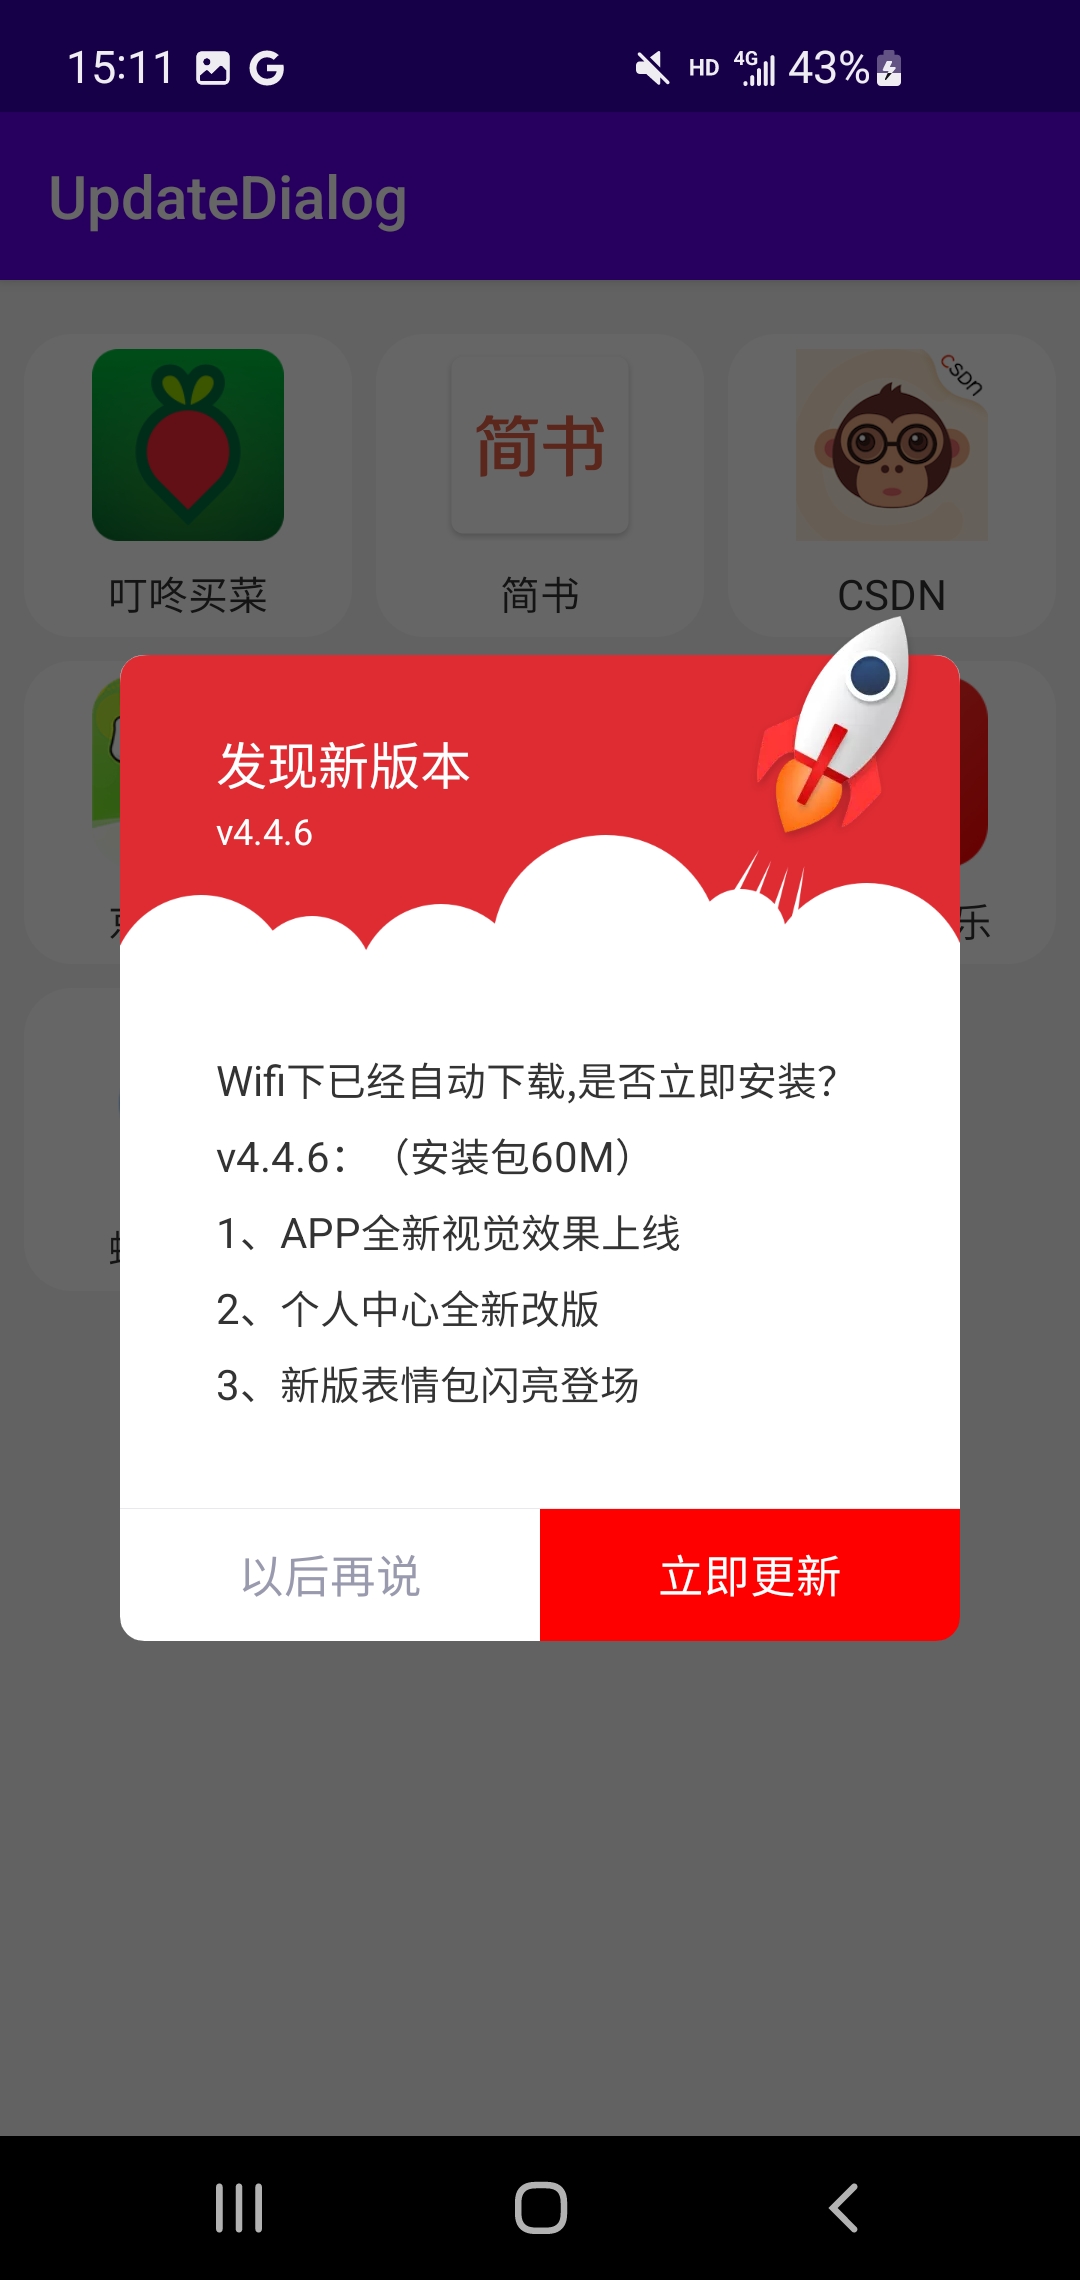 15:11
HD 4G 43%
UpdateDialog
简书
CSDN
叮咚买菜
简书
CSDN
发现新版本
v4.4.6
乐
Wifi下已经自动下载,是否立即安装?
v4.4.6：（安装包60M）
1、APP全新视觉效果上线
2、个人中心全新改版
3、新版表情包闪亮登场
以后再说
立即更新